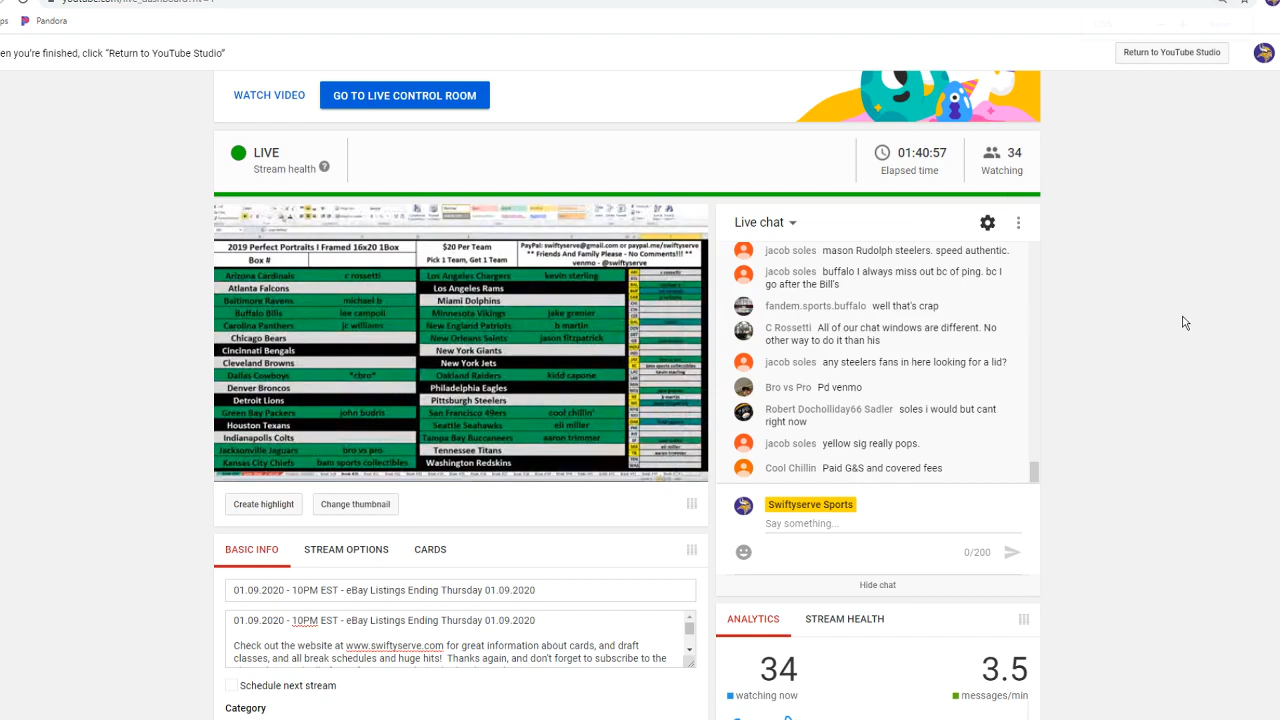 Pandora
en you're finished, click "Return to YouTube Studio"
Return to YouTube Studio
WATCH VIDEO
GO TO LIVE CONTROL ROOM
LIVE
Stream health
01:40:57
Elapsed time
34
Watching
2019 Perfect Portraits I Framed 16x20 1Box
$20 Per Team
PayPal: swiftyserve@gmail.com or paypal.me/swiftyserve
Box #
Pick 1 Team, Get 1 Team
** Friends And Family Please - No Comments!!! **
venmo - @swiftyserve
Arizona Cardinals c rossetti Los Angeles Chargers kevin sterling
Atlanta Falcons Los Angeles Rams
Baltimore Ravens michael b Miami Dolphins
Buffalo Bills lee campoli Minnesota Vikings jake grenier
Carolina Panthers jc williams New England Patriots b martin
Chicago Bears New Orleans Saints jason fitzpatrick
Cincinnati Bengals New York Giants
Cleveland Browns New York Jets
Dallas Cowboys *cbro* Oakland Raiders kidd capone
Denver Broncos Philadelphia Eagles
Detroit Lions Pittsburgh Steelers
Green Bay Packers john budris San Francisco 49ers cool chillin'
Houston Texans Seattle Seahawks eli miller
Indianapolis Colts Tampa Bay Buccaneers aaron trimmer
Jacksonville Jaguars bro vs pro Tennessee Titans
Kansas City Chiefs bam sports collectibles Washington Redskins
Create highlight
Change thumbnail
Live chat
jacob soles mason Rudolph steelers. speed authentic.
jacob soles buffalo I always miss out bc of ping. bc I
go after the Bill's
fandem.sports.buffalo well that's crap
C Rossetti All of our chat windows are different. No
other way to do it than his
jacob soles any steelers fans in here looking for a lid?
Bro vs Pro Pd venmo
Robert Docholliday66 Sadler soles i would but cant
right now
jacob soles yellow sig really pops.
Cool Chillin Paid G&S and covered fees
Swiftyserve Sports
Say something...
0/200
Hide chat
BASIC INFO
STREAM OPTIONS
CARDS
01.09.2020 - 10PM EST - eBay Listings Ending Thursday 01.09.2020
01.09.2020 - 10PM EST - eBay Listings Ending Thursday 01.09.2020
Check out the website at www.swiftyserve.com for great information about cards, and draft
classes, and all break schedules and huge hits! Thanks again, and don't forget to subscribe to the
Schedule next stream
Category
ANALYTICS
STREAM HEALTH
34
watching now
3.5
messages/min